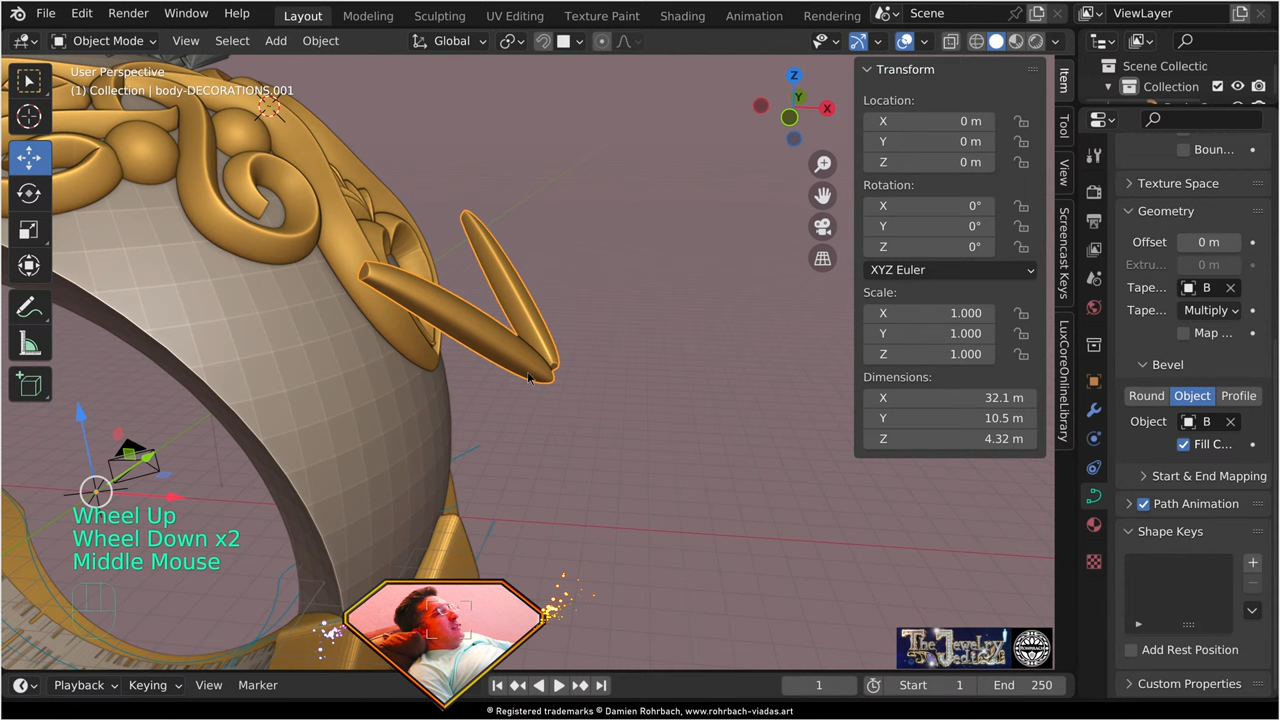 File Edit Render Window Help Layout Modeling Sculpting UV Editing Texture Paint Shading Animation Rendering Scene ViewLayer
Object Mode View Select Add Object Global
User Perspective
(1) Collection | body-DECORATIONS.001
Z
Y
X
Transform
Location:
X 0 m
Y 0 m
Z 0 m
Rotation:
X 0°
Y 0°
Z 0°
XYZ Euler
Scale:
X 1.000
Y 1.000
Z 1.000
Dimensions:
X 32.1 m
Y 10.5 m
Z 4.32 m
Item
Tool
View
Screencast Keys
LuxCoreOnlineLibrary
Scene Collectic
Collection
Boun...
Texture Space
Geometry
Offset 0 m
Extru... 0 m
Tape... B
Tape... Multiply
Map ...
Bevel
Round Object Profile
Object B
Fill C...
Start & End Mapping
Path Animation
Shape Keys
Add Rest Position
Custom Properties
Wheel Up
Wheel Down x2
Middle Mouse
The Jewelry Viadas
ROHRBACH
Playback Keying View Marker 1 Start 1 End 250
® Registered trademarks © Damien Rohrbach, www.rohrbach-viadas.art